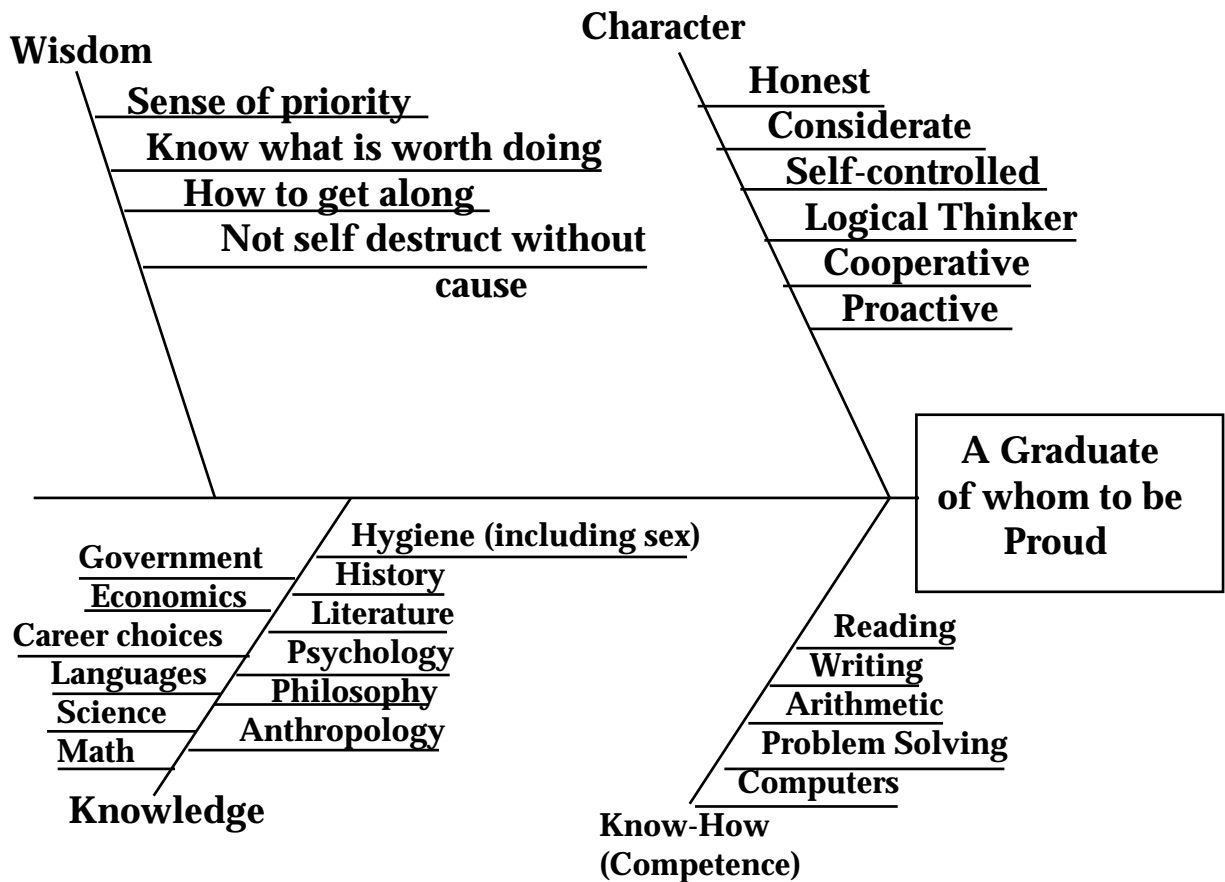 Wisdom
Sense of priority
Know what is worth doing
How to get along
Not self destruct without
cause
Character
Honest
Considerate
Self-controlled
Logical Thinker
Cooperative
Proactive
A Graduate
of whom to be
Proud
Government
Economics
Career choices
Languages
Science
Math
Hygiene (including sex)
History
Literature
Psychology
Philosophy
Anthropology
Knowledge
Reading
Writing
Arithmetic
Problem Solving
Computers
Know-How
(Competence)